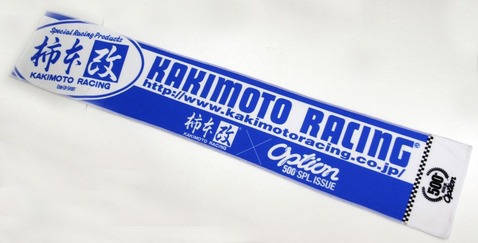 Special Racing Products
柿本改
KAKIMOTO RACING
KAKIMOTO RACING®
http://www.kakimotoracing.co.jp/
柿本改
KAKIMOTO RACING
×
Option
500 SPL. ISSUE
500th
Option